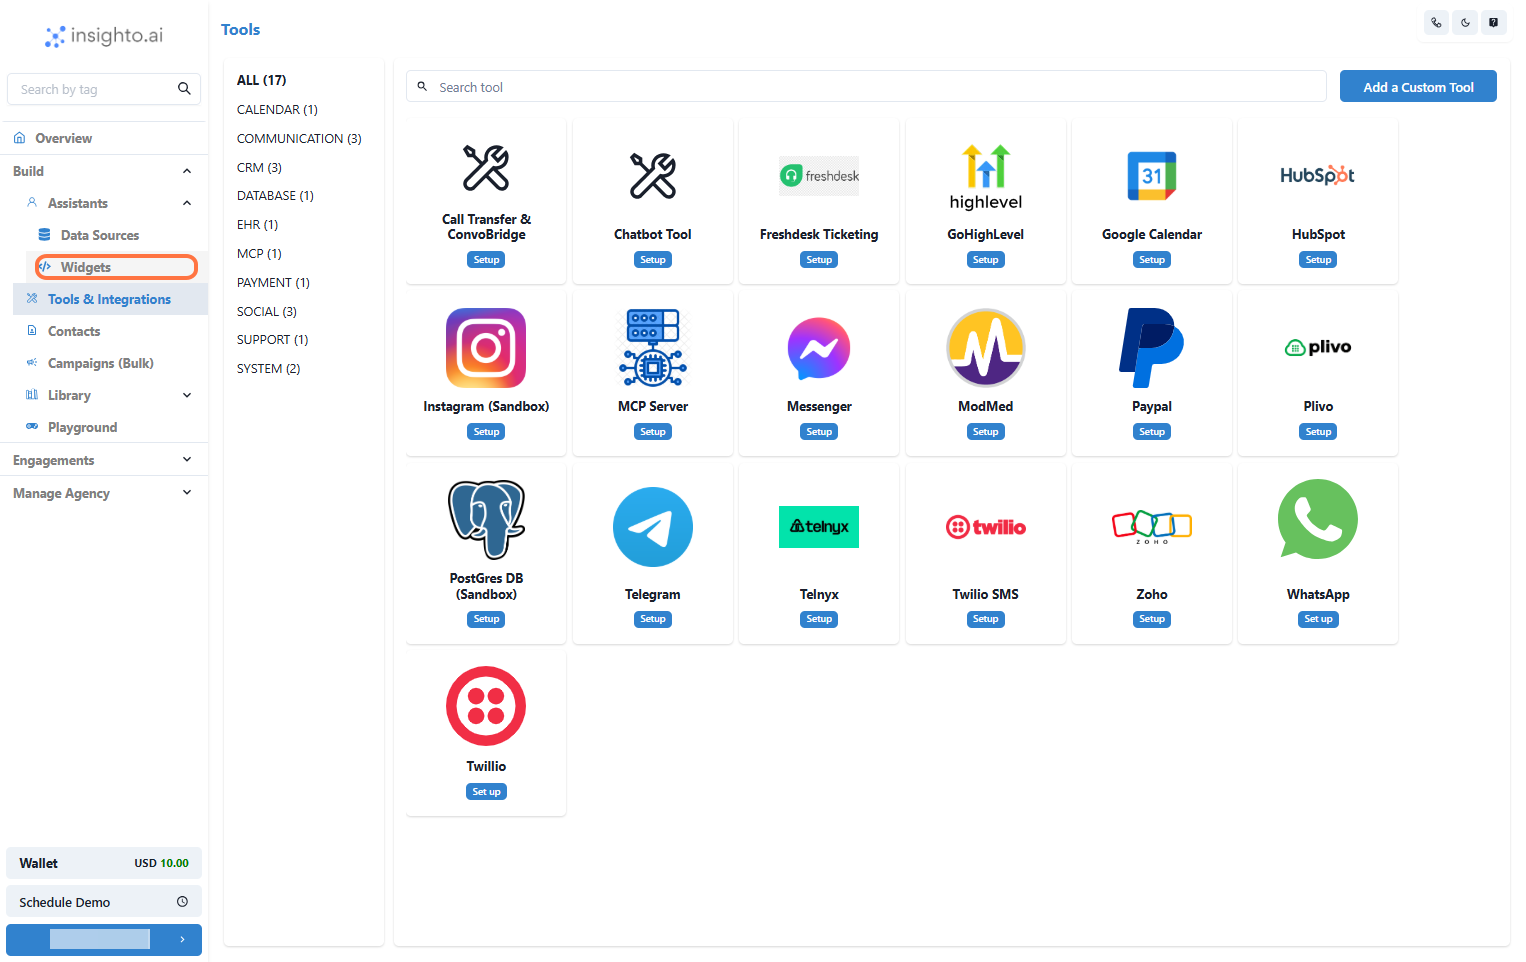 insighto.ai
Search by tag
Overview
Build
Assistants
Data Sources
Widgets
Tools & Integrations
Contacts
Campaigns (Bulk)
Library
Playground
Engagements
Manage Agency
Wallet USD 10.00
Schedule Demo
Tools
ALL (17)
CALENDAR (1)
COMMUNICATION (3)
CRM (3)
DATABASE (1)
EHR (1)
MCP (1)
PAYMENT (1)
SOCIAL (3)
SUPPORT (1)
SYSTEM (2)
Search tool
Add a Custom Tool
Call Transfer &
ConvoBridge
Setup
Chatbot Tool
Setup
freshdesk
Freshdesk Ticketing
Setup
highlevel
GoHighLevel
Setup
31
Google Calendar
Setup
HubSpot
HubSpot
Setup
Instagram (Sandbox)
Setup
MCP Server
Setup
Messenger
Setup
ModMed
Setup
Paypal
Setup
plivo
Plivo
Setup
PostGres DB
(Sandbox)
Setup
Telegram
Setup
telnyx
Telnyx
Setup
twilio
Twilio SMS
Setup
ZOHO
Zoho
Setup
WhatsApp
Set up
Twillio
Set up